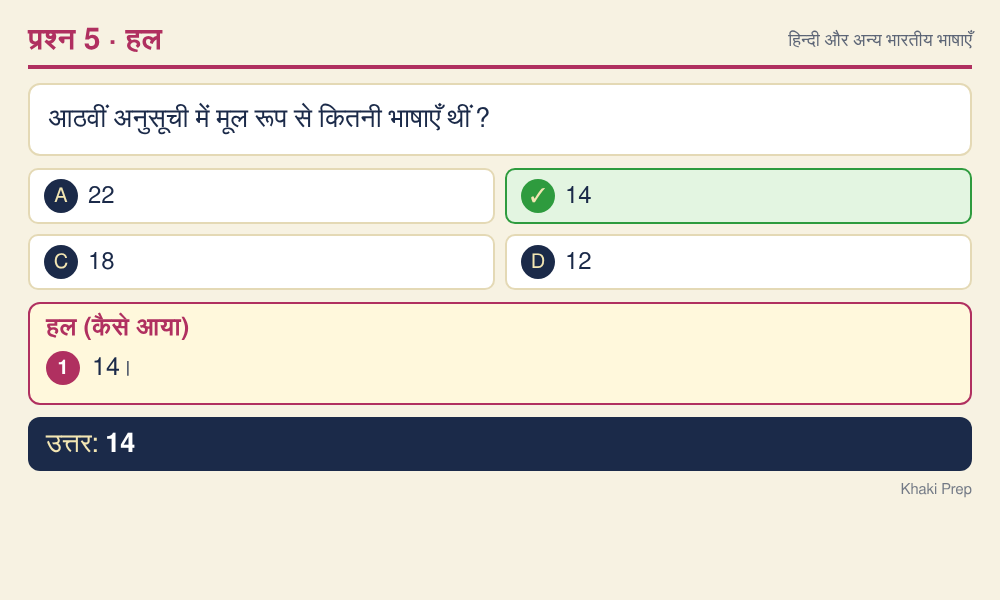 प्रश्न 5 · हल
हिन्दी और अन्य भारतीय भाषाएँ
आठवीं अनुसूची में मूल रूप से कितनी भाषाएँ थीं ?
A 22
✓ 14
C 18
D 12
हल (कैसे आया)
1 14।
उत्तर: 14
Khaki Prep